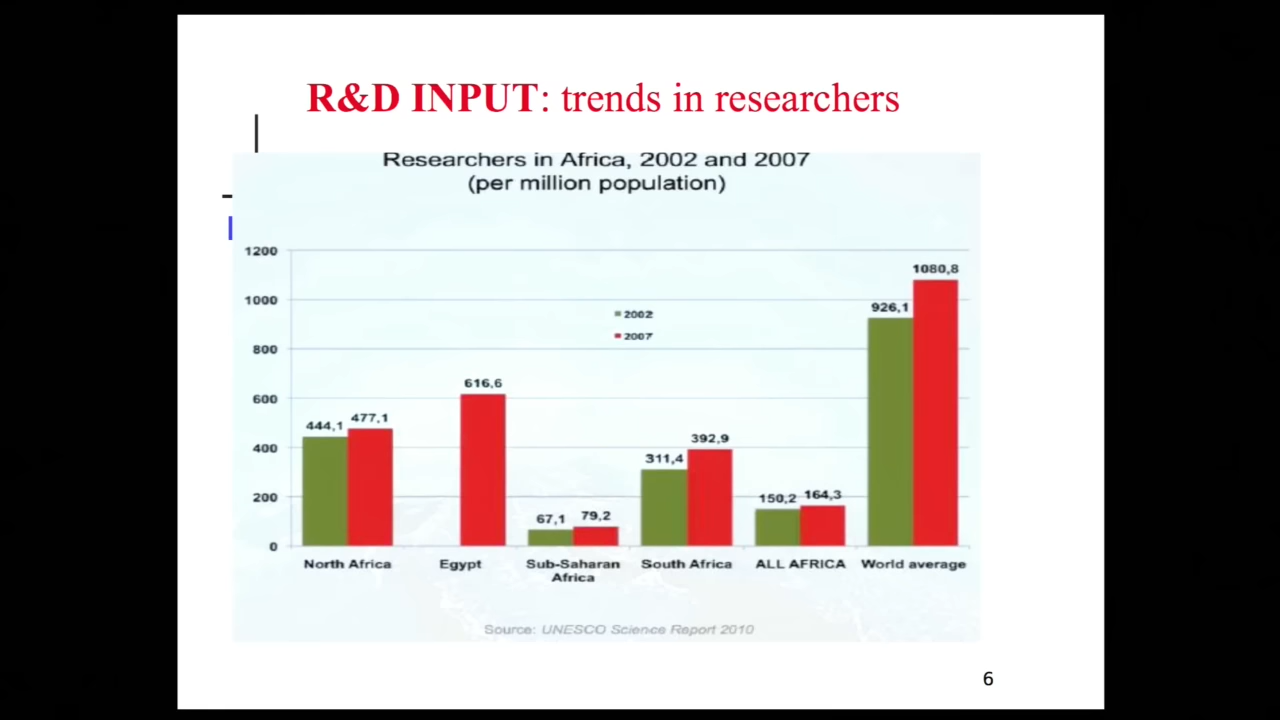 R&D INPUT: trends in researchers
Researchers in Africa, 2002 and 2007
(per million population)
1200
1000
800
600
400
200
0
2002
2007
444,1
477,1
616,6
67,1
79,2
311,4
392,9
150,2
164,3
926,1
1080,8
North Africa
Egypt
Sub-Saharan
Africa
South Africa
ALL AFRICA
World average
Source: UNESCO Science Report 2010
6